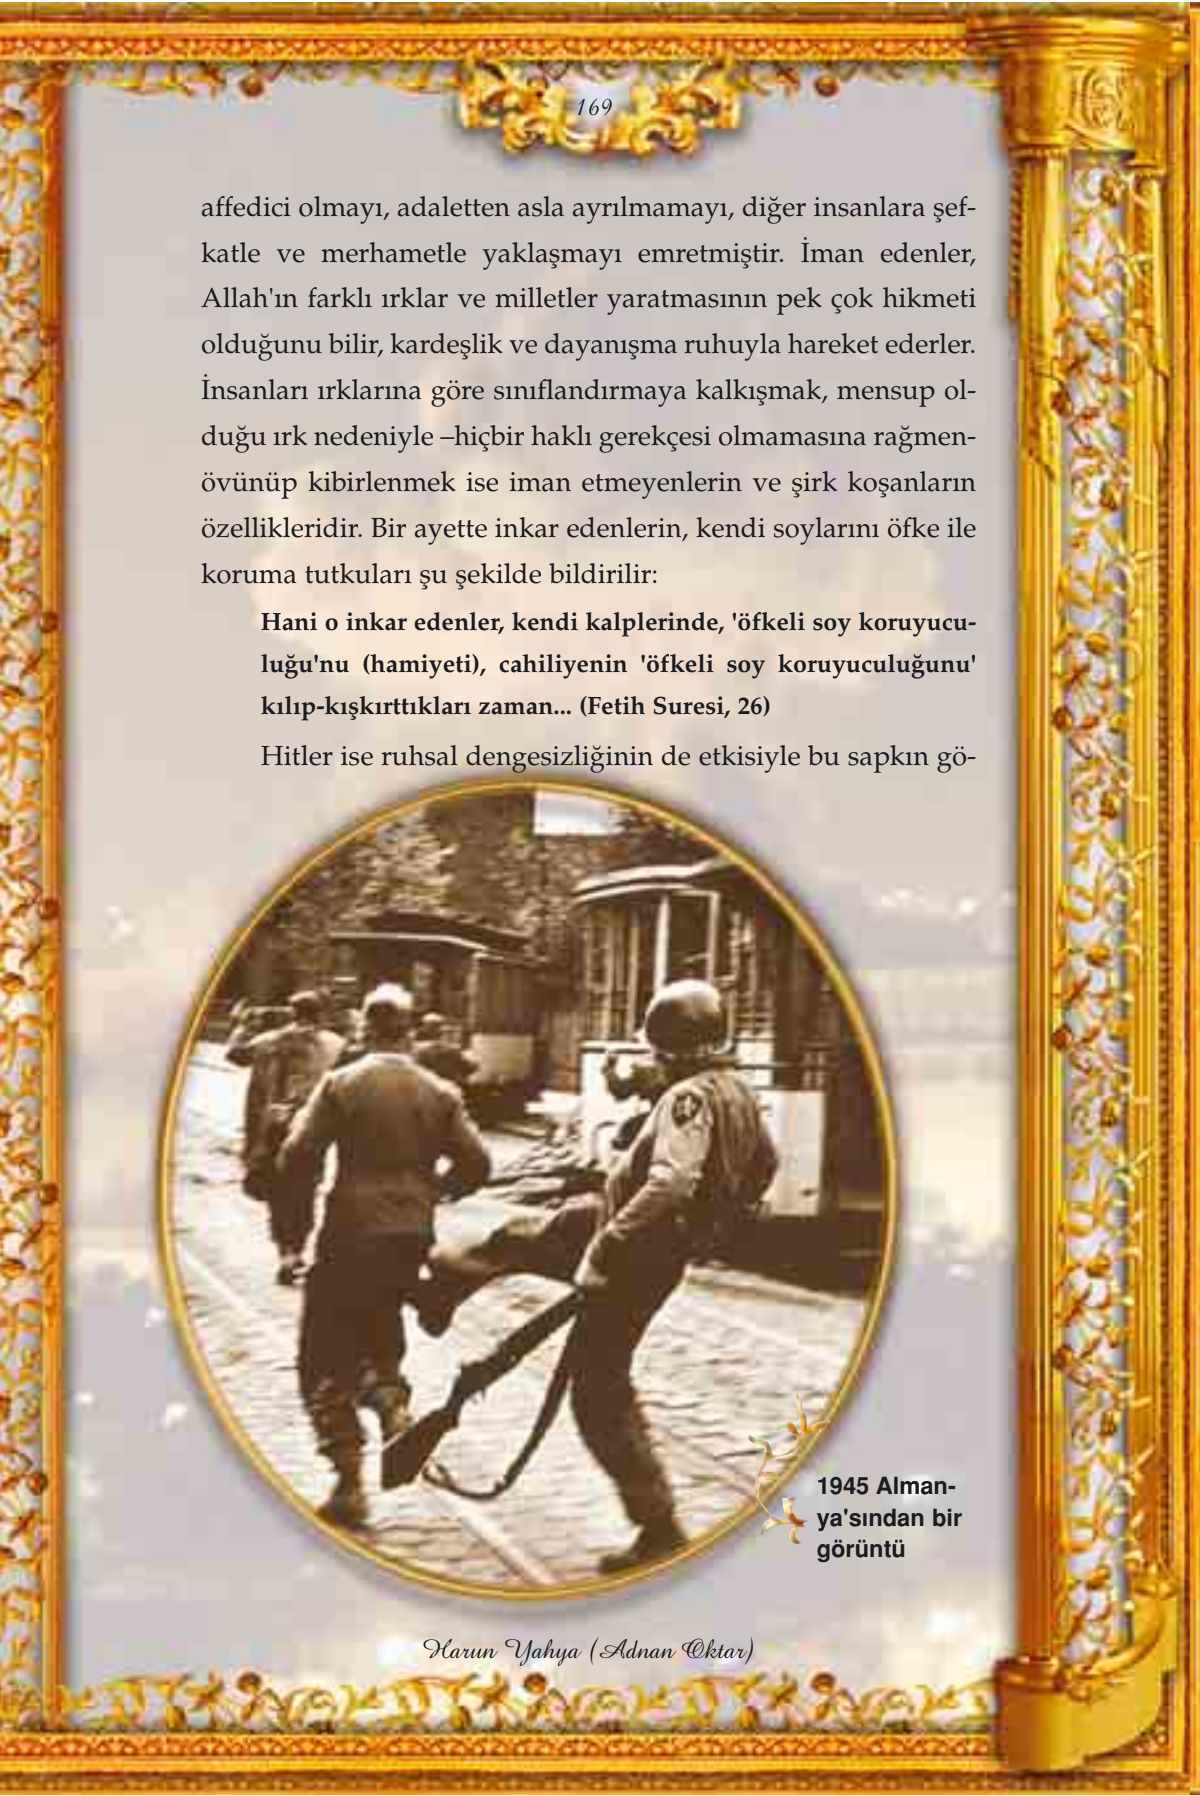 169
affedici olmayı, adaletten asla ayrılmamayı, diğer insanlara şef-
katle ve merhametle yaklaşmayı emretmiştir. İman edenler,
Allah'ın farklı ırklar ve milletler yaratmasının pek çok hikmeti
olduğunu bilir, kardeşlik ve dayanışma ruhuyla hareket ederler.
İnsanları ırklarına göre sınıflandırmaya kalkışmak, mensup ol-
duğu ırk nedeniyle –hiçbir haklı gerekçesi olmamasına rağmen-
övünüp kibirlenmek ise iman etmeyenlerin ve şirk koşanların
özellikleridir. Bir ayette inkar edenlerin, kendi soylarını öfke ile
koruma tutkuları şu şekilde bildirilir:
Hani o inkar edenler, kendi kalplerinde, 'öfkeli soy koruyucu-
luğu'nu (hamiyeti), cahiliyenin 'öfkeli soy koruyuculuğunu'
kılıp-kışkırttıkları zaman... (Fetih Suresi, 26)
Hitler ise ruhsal dengesizliğinin de etkisiyle bu sapkın gö-
1945 Alman-
ya'sından bir
görüntü
Harun Yahya (Adnan Oktar)